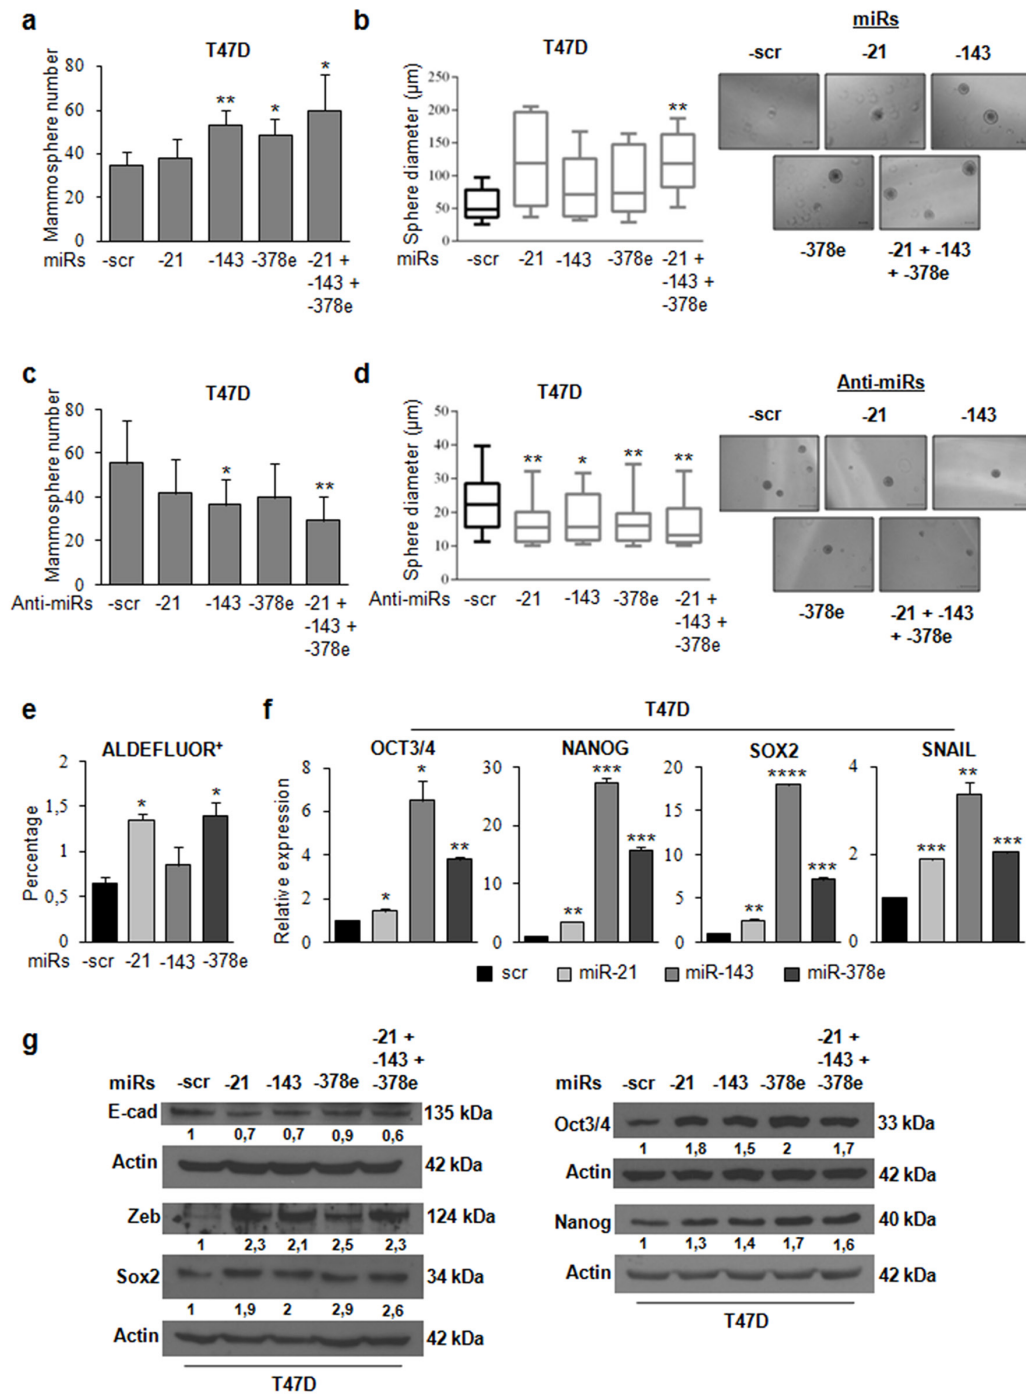 a
T47D
Mammosphere number
80
60
40
20
0
** * *
miRs -scr -21 -143 -378e -21 + -143 + -378e
b
T47D
Sphere diameter (µm)
250
200
150
100
50
0
**
miRs -scr -21 -143 -378e -21 + -143 + -378e
miRs
-scr -21 -143
-378e -21 + -143 + -378e
c
T47D
Mammosphere number
80
60
40
20
0
* **
Anti-miRs -scr -21 -143 -378e -21 + -143 + -378e
d
T47D
Sphere diameter (µm)
50
40
30
20
10
0
** * ** **
Anti-miRs -scr -21 -143 -378e -21 + -143 + -378e
Anti-miRs
-scr -21 -143
-378e -21 + -143 + -378e
e
ALDEFLUOR+
Percentage
2
1,5
1
0,5
0
* *
miRs -scr -21 -143 -378e
f
T47D
Relative expression
OCT3/4
8
6
4
2
0
* * **
NANOG
30
20
10
0
** *** ***
SOX2
20
15
10
5
0
** **** ***
SNAIL
4
2
0
*** ** ***
scr miR-21 miR-143 miR-378e
g
miRs -scr -21 -143 -378e -21 + -143 + -378e
E-cad 135 kDa
1 0,7 0,7 0,9 0,6
Actin 42 kDa
Zeb 124 kDa
1 2,3 2,1 2,5 2,3
Sox2 34 kDa
1 1,9 2 2,9 2,6
Actin 42 kDa
T47D
miRs -scr -21 -143 -378e -21 + -143 + -378e
Oct3/4 33 kDa
1 1,8 1,5 2 1,7
Actin 42 kDa
Nanog 40 kDa
1 1,3 1,4 1,7 1,6
Actin 42 kDa
T47D